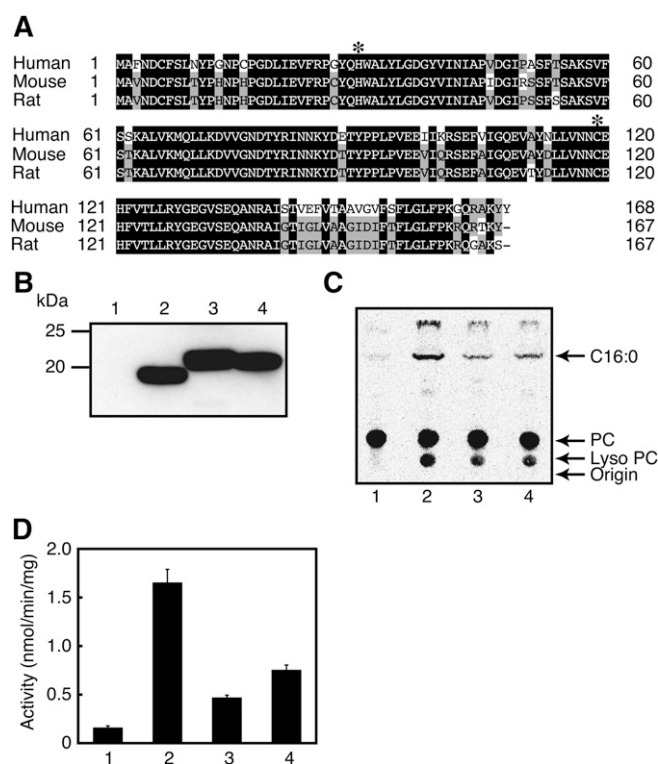 A
*
Human 1 MAFNDCFSLNYPGNPCPGDLIEVFRPGYQHWALYLGDGYVINIAPVDGIPASFTSAKSVF 60
Mouse 1 MAVNDCFSLTYPHNPHPGDLIEVFRPCYQHWALYLGDGYVINIAPIDGIRSSFTSAKSVF 60
Rat 1 MAVNDCFSLTYPHNPHPGDLIEVFRPCYQHWALYLGDGYVINIAPVDGIPSSFSSAKSVF 60
*
Human 61 SSKALVKMQLLKDVVGNDTYRINNKYDETYPPLPVEEIIKRSEFVIGQEVAYNLLVNNCE 120
Mouse 61 STKALVKMQLLKDVVGNDTYRINNKYDTTYPPLPVEEVIQRSEFAIGQEVAYDLLVNNCE 120
Rat 61 STKALVKMQLLKDVVGNDTYRINNKYDTTYPPLPVEEVIQRSEFAIGQEVTYDLLVNNCE 120
Human 121 HFVTLLRYGEGVSEQANRAISTVEFVTAAVGVFSFLGLFPKGQRAKYY 168
Mouse 121 HFVTLLRYGEGVSEQANRAIGTIGLVAAGIDIFTFLGLFPKRQRTKY- 167
Rat 121 HFVTLLRYGEGVSEQANRAIGTIGLVAAGIDIFTFLGLFPKRQGAKS- 167
B
kDa 1 2 3 4
25
20
C
C16:0
PC
Lyso PC
Origin
1 2 3 4
D
Activity (nmol/min/mg)
2.0
1.5
1.0
0.5
0
1 2 3 4